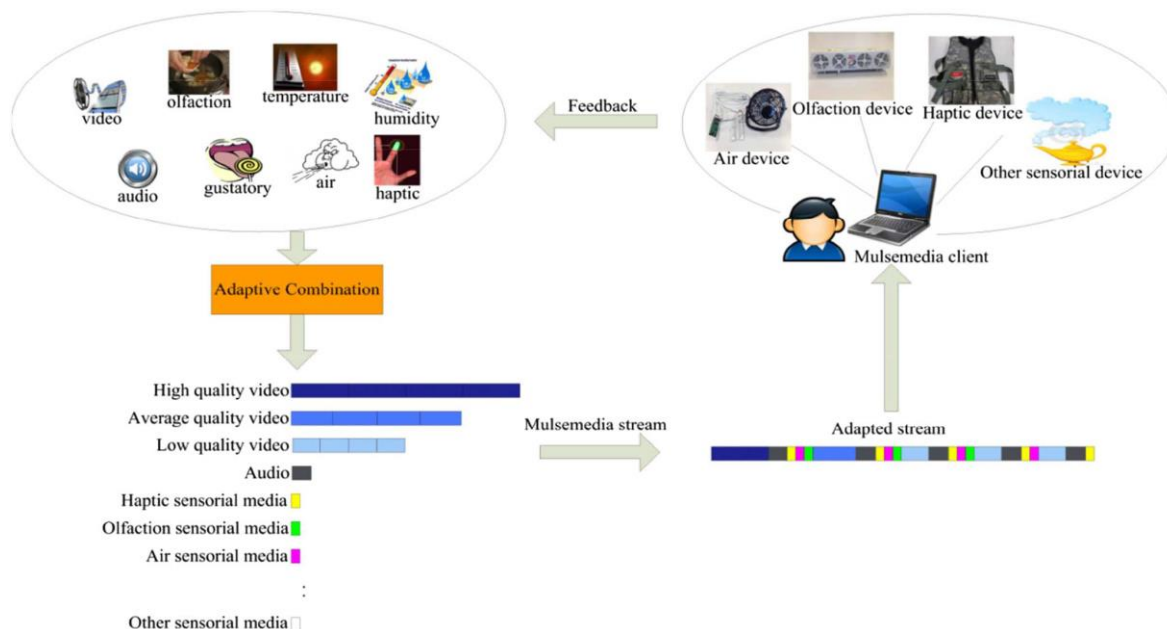 video
olfaction
temperature
humidity
audio
gustatory
air
haptic
Feedback
Air device
Olfaction device
Haptic device
Other sensorial device
Mulsemedia client
Adaptive Combination
High quality video
Average quality video
Low quality video
Audio
Haptic sensorial media
Olfaction sensorial media
Air sensorial media
:
Other sensorial media
Mulsemedia stream
Adapted stream